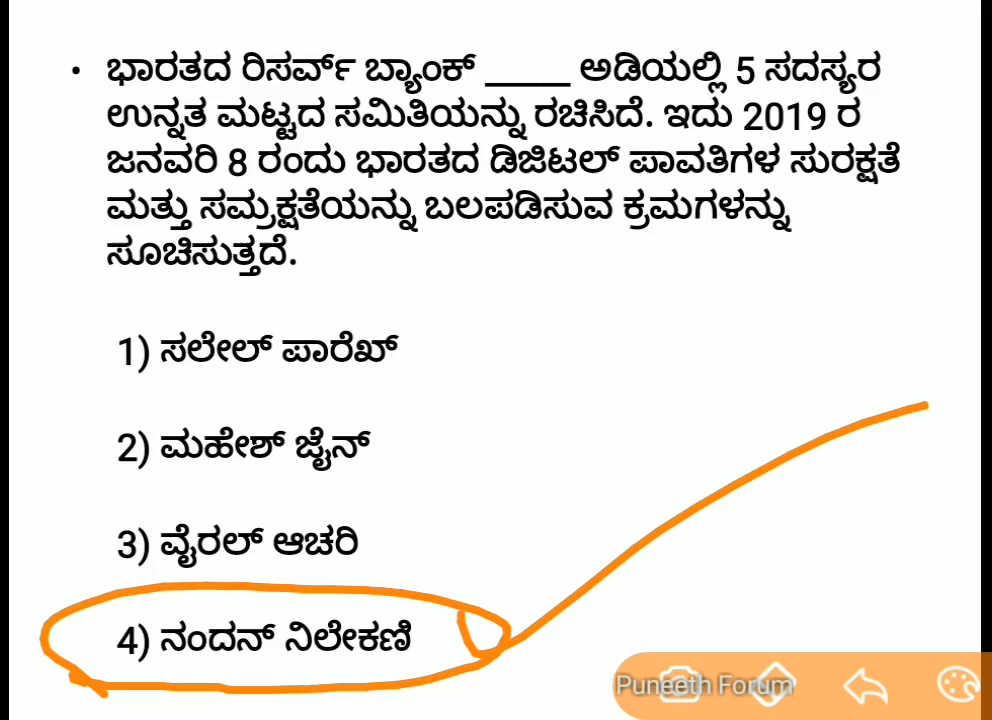 • ಭಾರತದ ರಿಸರ್ವ್ ಬ್ಯಾಂಕ್ _____ ಅಡಿಯಲ್ಲಿ 5 ಸದಸ್ಯರ
ಉನ್ನತ ಮಟ್ಟದ ಸಮಿತಿಯನ್ನು ರಚಿಸಿದೆ. ಇದು 2019 ರ
ಜನವರಿ 8 ರಂದು ಭಾರತದ ಡಿಜಿಟಲ್ ಪಾವತಿಗಳ ಸುರಕ್ಷತೆ
ಮತ್ತು ಸಮ್ರಕ್ಷತೆಯನ್ನು ಬಲಪಡಿಸುವ ಕ್ರಮಗಳನ್ನು
ಸೂಚಿಸುತ್ತದೆ.
1) ಸಲೇಲ್ ಪಾರೆಖ್
2) ಮಹೇಶ್ ಜೈನ್
3) ವೈರಲ್ ಆಚರಿ
4) ನಂದನ್ ನಿಲೇಕಣಿ
Puneeth Forum